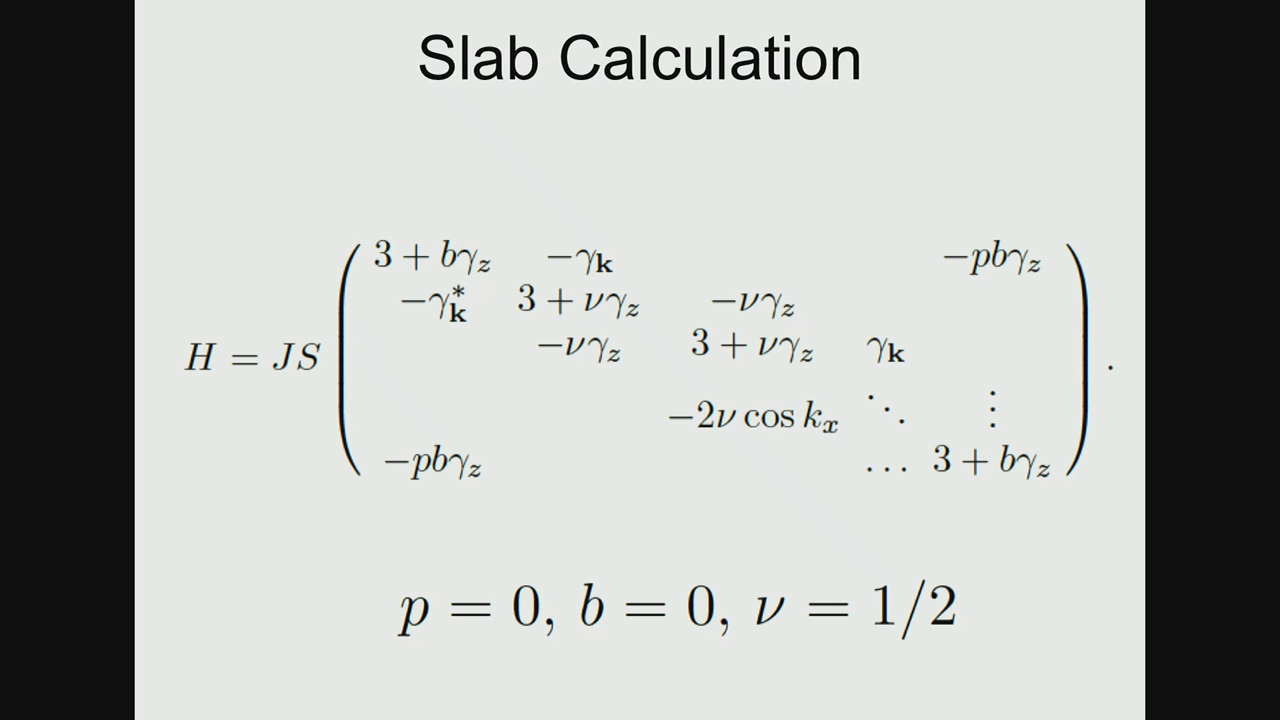 Slab Calculation
H = JS ( 3 + bγ_z   −γ_𝐤   −pbγ_z
−γ*_𝐤   3 + νγ_z   −νγ_z
−νγ_z   3 + νγ_z   γ_𝐤
−2ν cos k_x   ⋱   ⋮
−pbγ_z   …   3 + bγ_z ) .
p = 0, b = 0, ν = 1/2